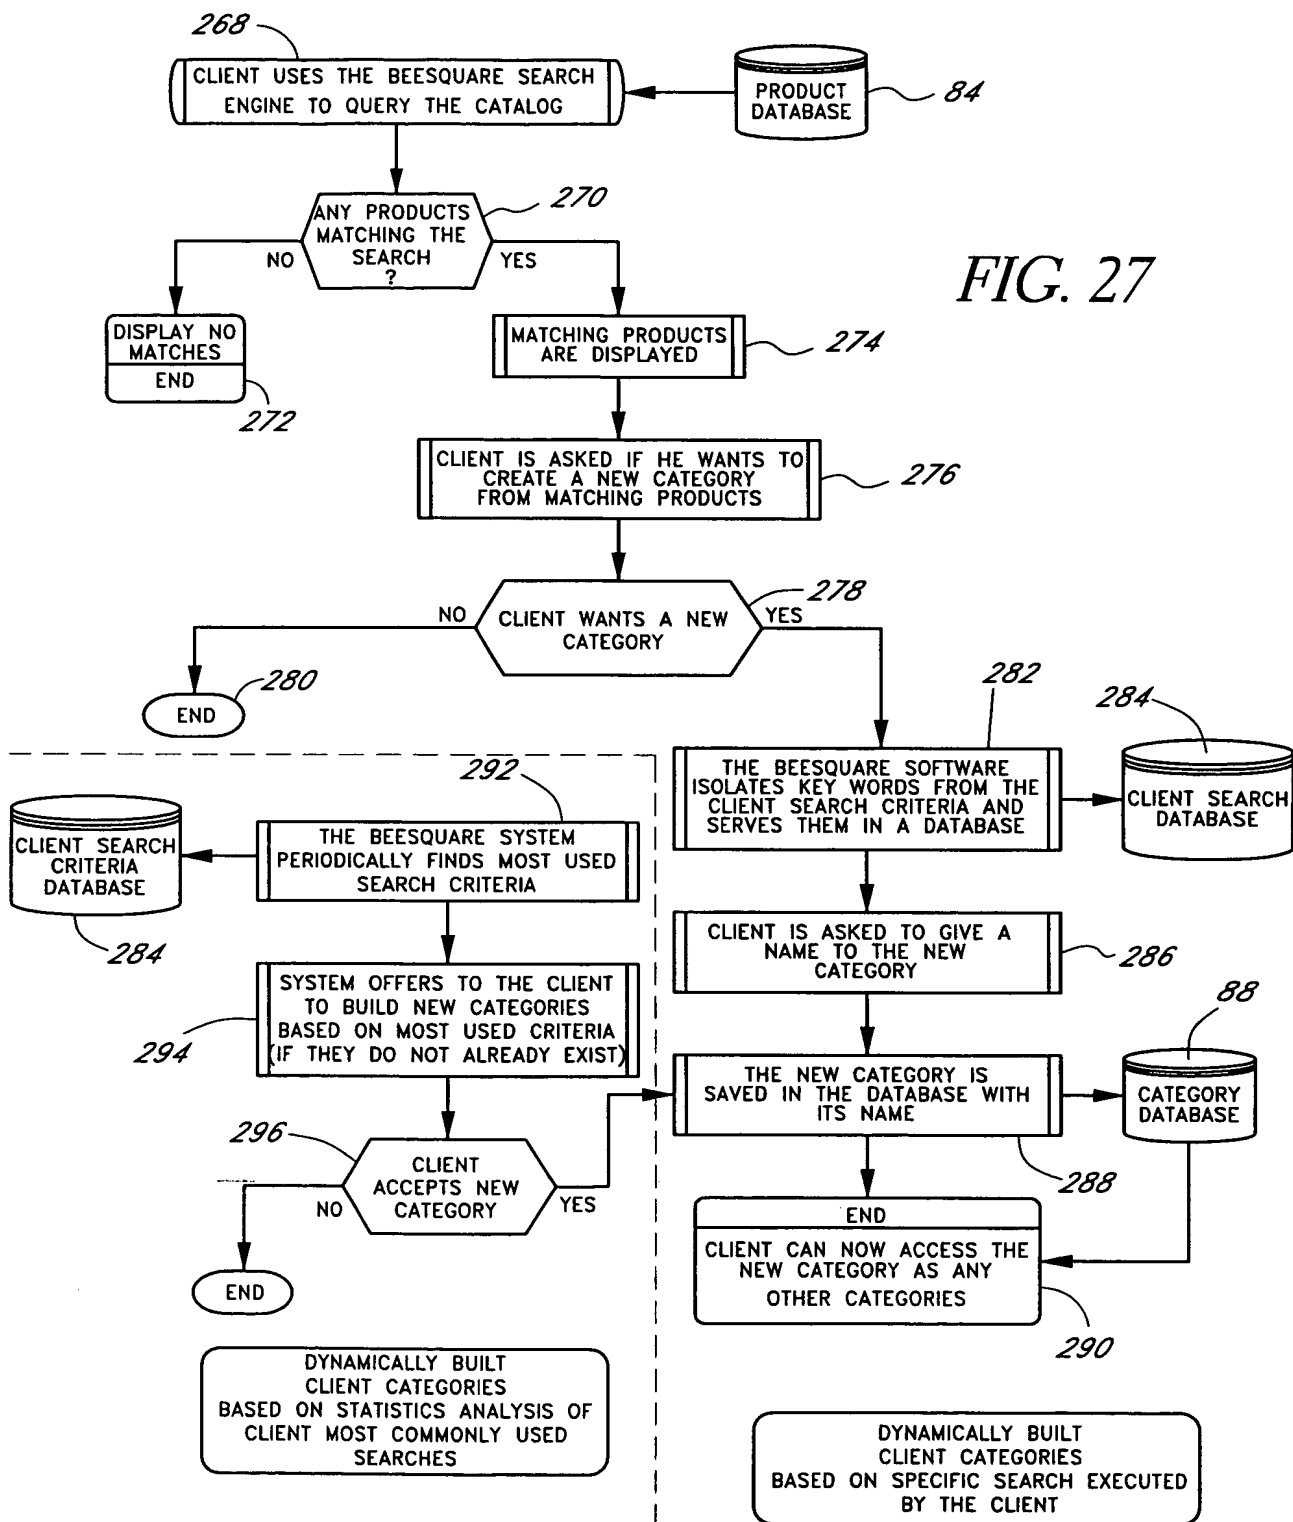 268
CLIENT USES THE BEESQUARE SEARCH
ENGINE TO QUERY THE CATALOG
PRODUCT
DATABASE
84
ANY PRODUCTS
MATCHING THE
SEARCH
?
270
NO
YES
FIG. 27
DISPLAY NO
MATCHES
END
272
MATCHING PRODUCTS
ARE DISPLAYED
274
CLIENT IS ASKED IF HE WANTS TO
CREATE A NEW CATEGORY
FROM MATCHING PRODUCTS
276
NO
CLIENT WANTS A NEW
CATEGORY
278
YES
END
280
282
THE BEESQUARE SOFTWARE
ISOLATES KEY WORDS FROM THE
CLIENT SEARCH CRITERIA AND
SERVES THEM IN A DATABASE
284
CLIENT SEARCH
DATABASE
CLIENT IS ASKED TO GIVE A
NAME TO THE NEW
CATEGORY
286
THE NEW CATEGORY IS
SAVED IN THE DATABASE WITH
ITS NAME
288
88
CATEGORY
DATABASE
END
CLIENT CAN NOW ACCESS THE
NEW CATEGORY AS ANY
OTHER CATEGORIES
290
DYNAMICALLY BUILT
CLIENT CATEGORIES
BASED ON SPECIFIC SEARCH EXECUTED
BY THE CLIENT
292
CLIENT SEARCH
CRITERIA
DATABASE
284
THE BEESQUARE SYSTEM
PERIODICALLY FINDS MOST USED
SEARCH CRITERIA
SYSTEM OFFERS TO THE CLIENT
TO BUILD NEW CATEGORIES
BASED ON MOST USED CRITERIA
(IF THEY DO NOT ALREADY EXIST)
294
296
CLIENT
ACCEPTS NEW
CATEGORY
NO
YES
END
DYNAMICALLY BUILT
CLIENT CATEGORIES
BASED ON STATISTICS ANALYSIS OF
CLIENT MOST COMMONLY USED
SEARCHES